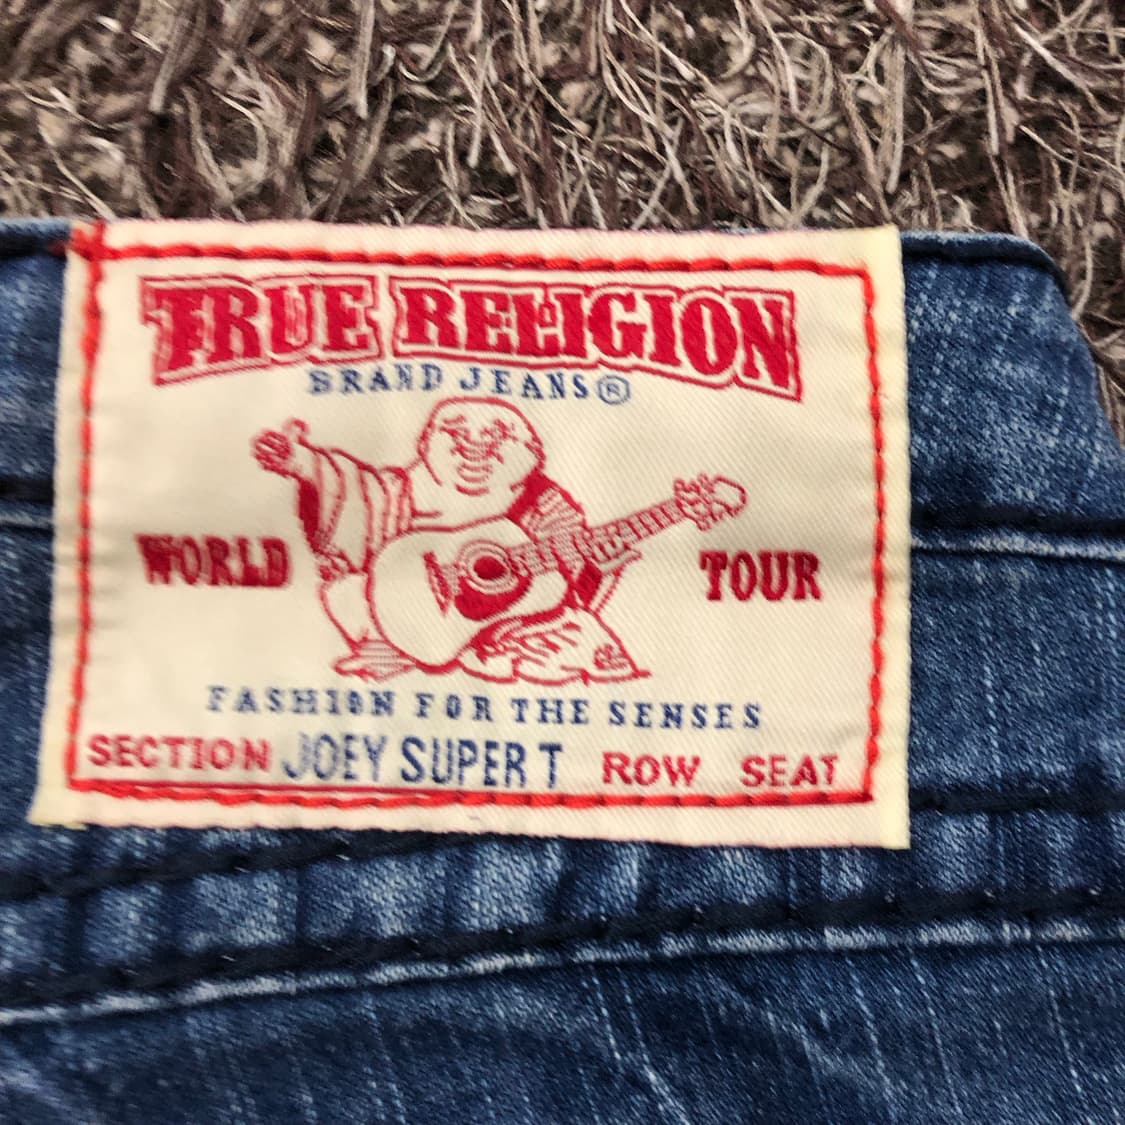 TRUE RELIGION
BRAND JEANS®
WORLD TOUR
FASHION FOR THE SENSES
SECTION JOEY SUPER T ROW SEAT